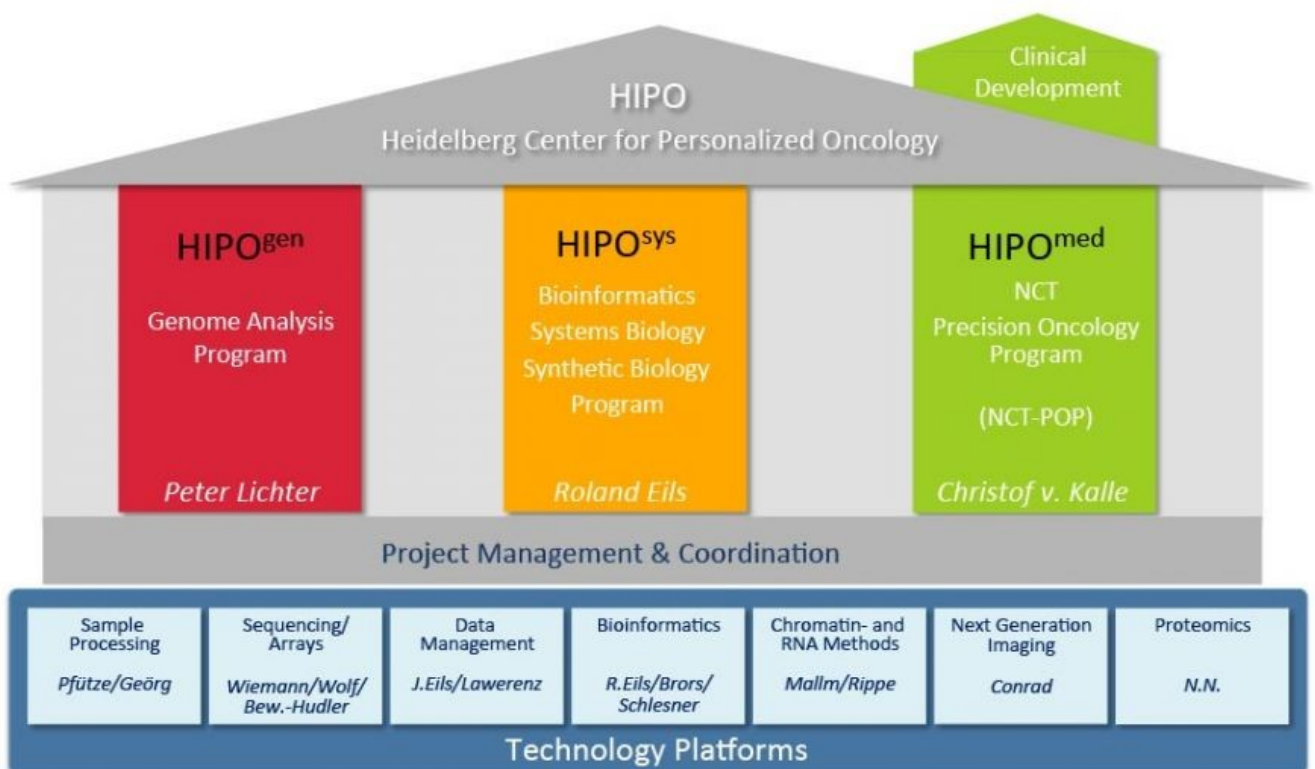 Clinical
Development
HIPO
Heidelberg Center for Personalized Oncology
HIPOgen
Genome Analysis
Program
Peter Lichter
HIPOsys
Bioinformatics
Systems Biology
Synthetic Biology
Program
Roland Eils
HIPOmed
NCT
Precision Oncology
Program
(NCT-POP)
Christof v. Kalle
Project Management & Coordination
Sample
Processing
Pfütze/Geörg
Sequencing/
Arrays
Wiemann/Wolf/
Bew.-Hudler
Data
Management
J.Eils/Lawerenz
Bioinformatics
R.Eils/Brors/
Schlesner
Chromatin- and
RNA Methods
Mallm/Rippe
Next Generation
Imaging
Conrad
Proteomics
N.N.
Technology Platforms